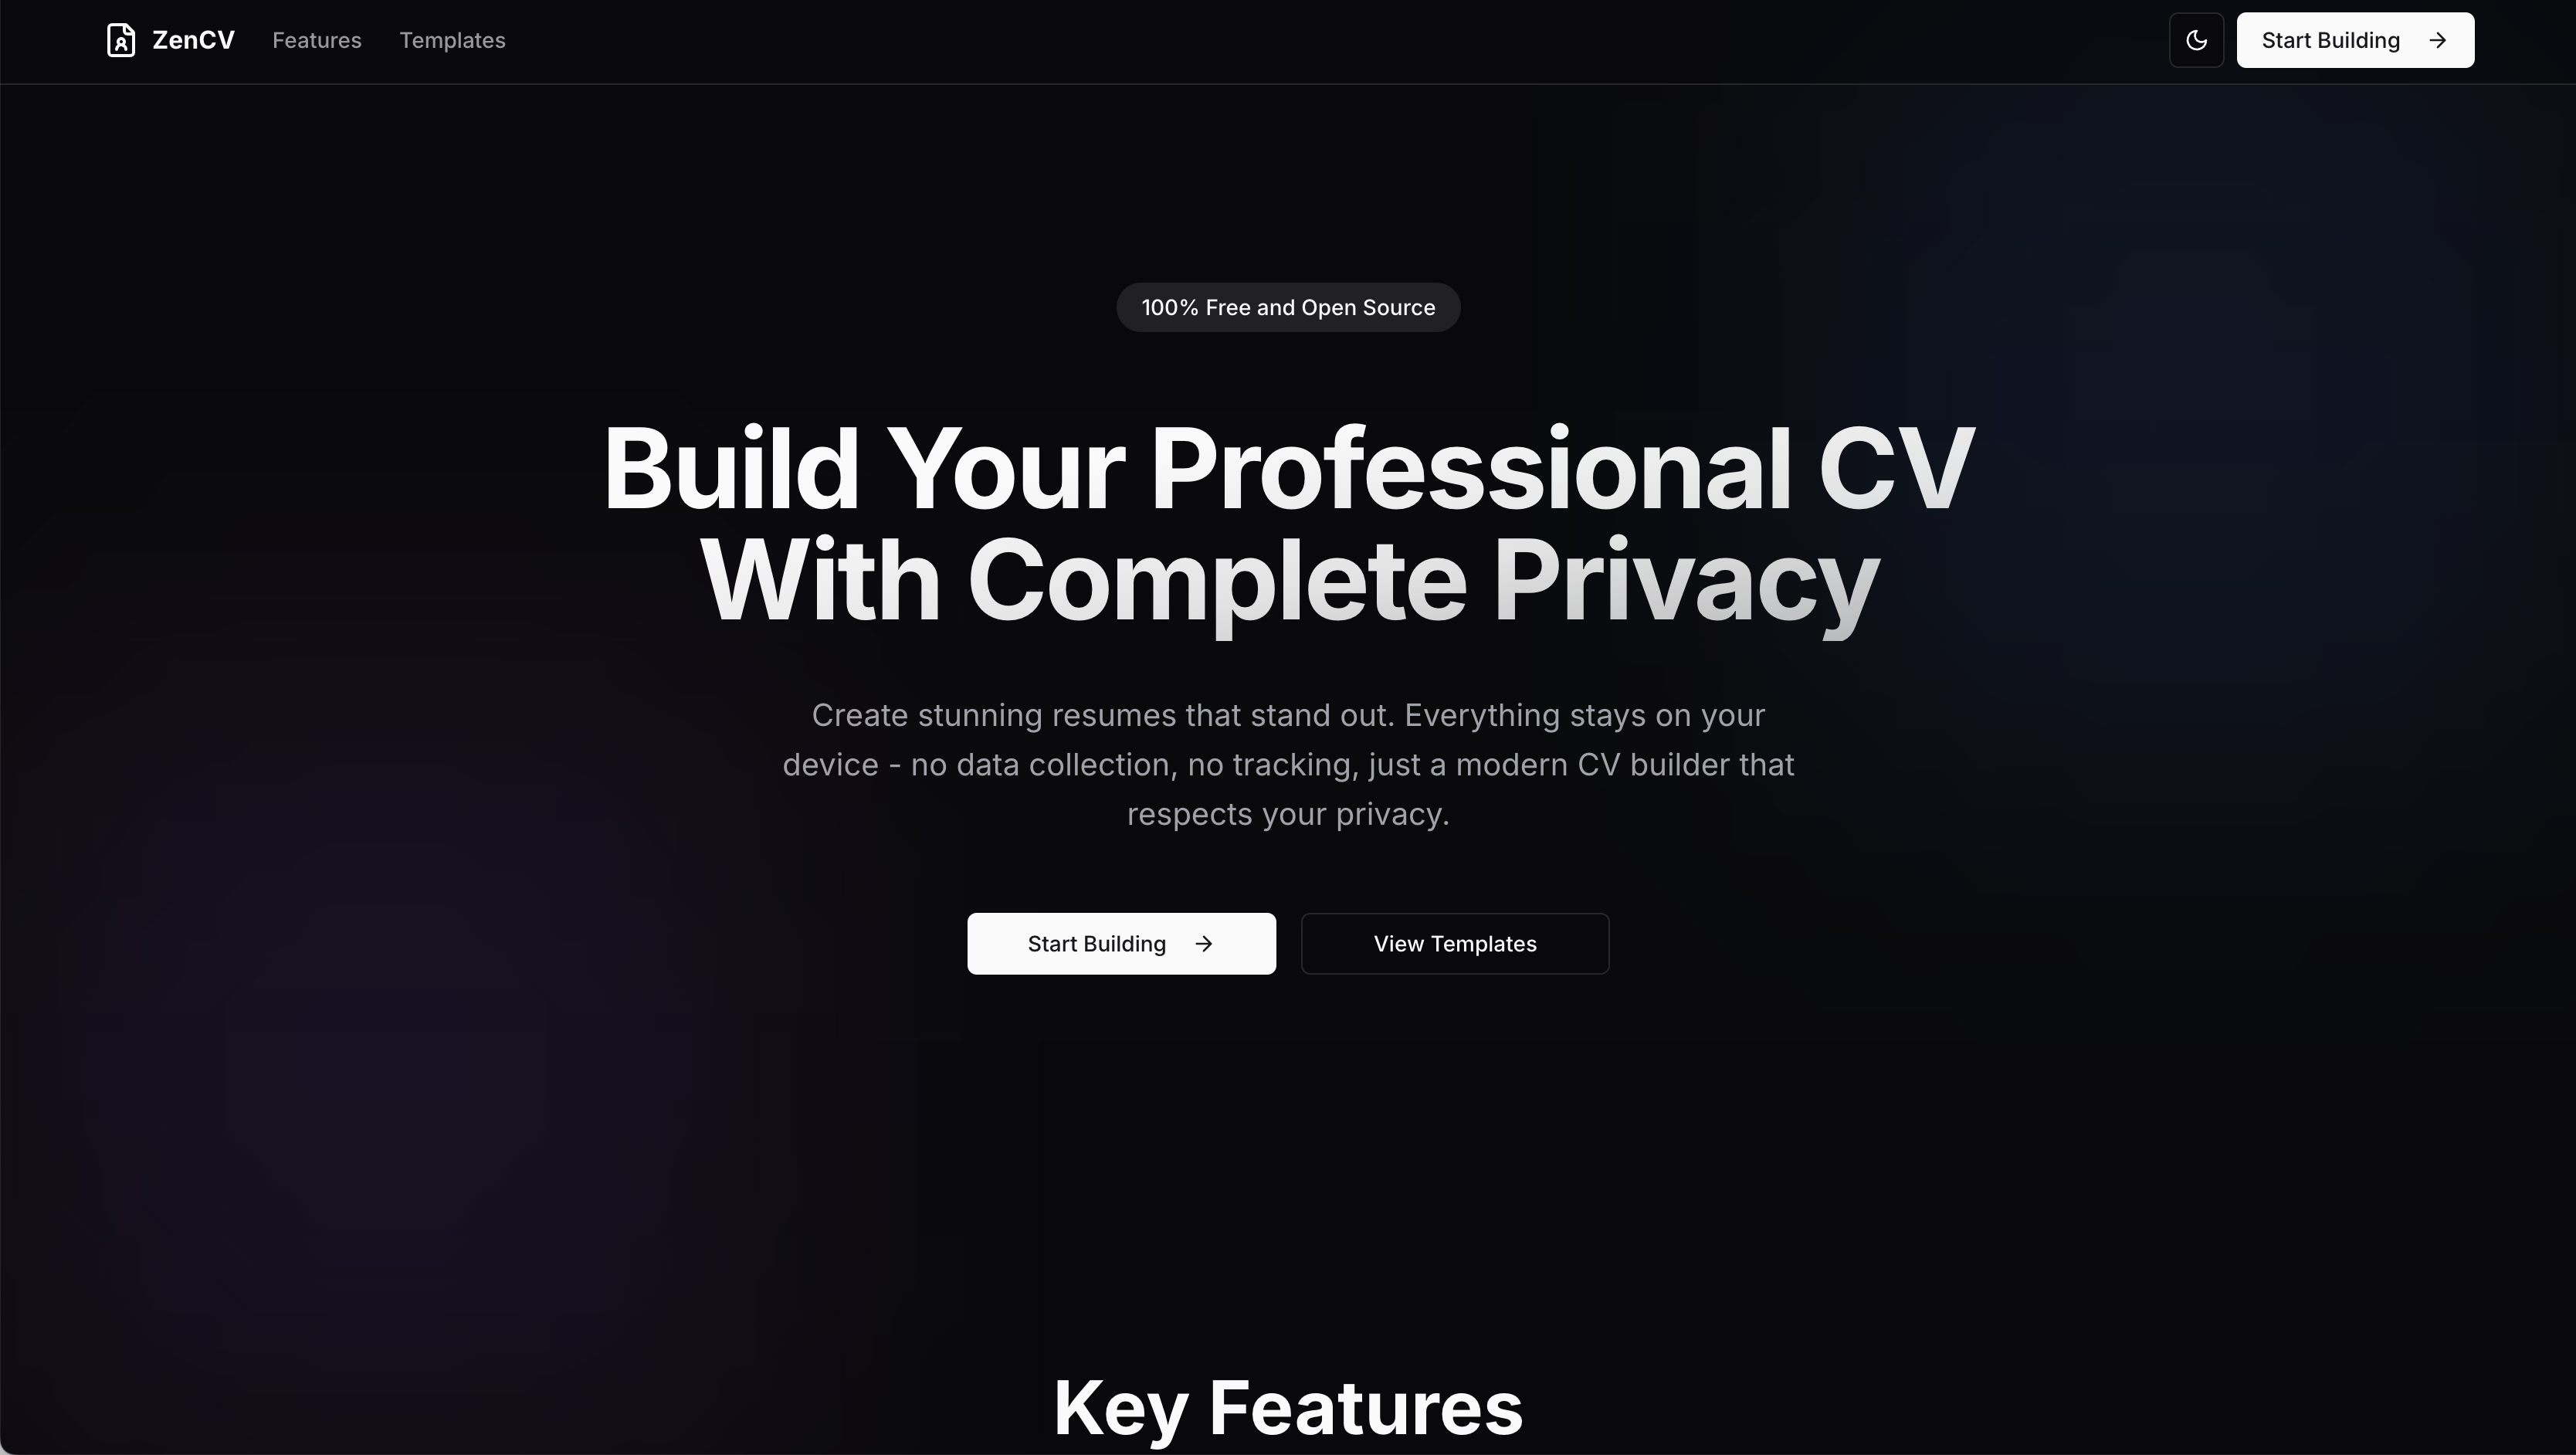 ZenCV
Features
Templates
Start Building
100% Free and Open Source
Build Your Professional CV
With Complete Privacy
Create stunning resumes that stand out. Everything stays on your
device - no data collection, no tracking, just a modern CV builder that
respects your privacy.
Start Building
View Templates
Key Features